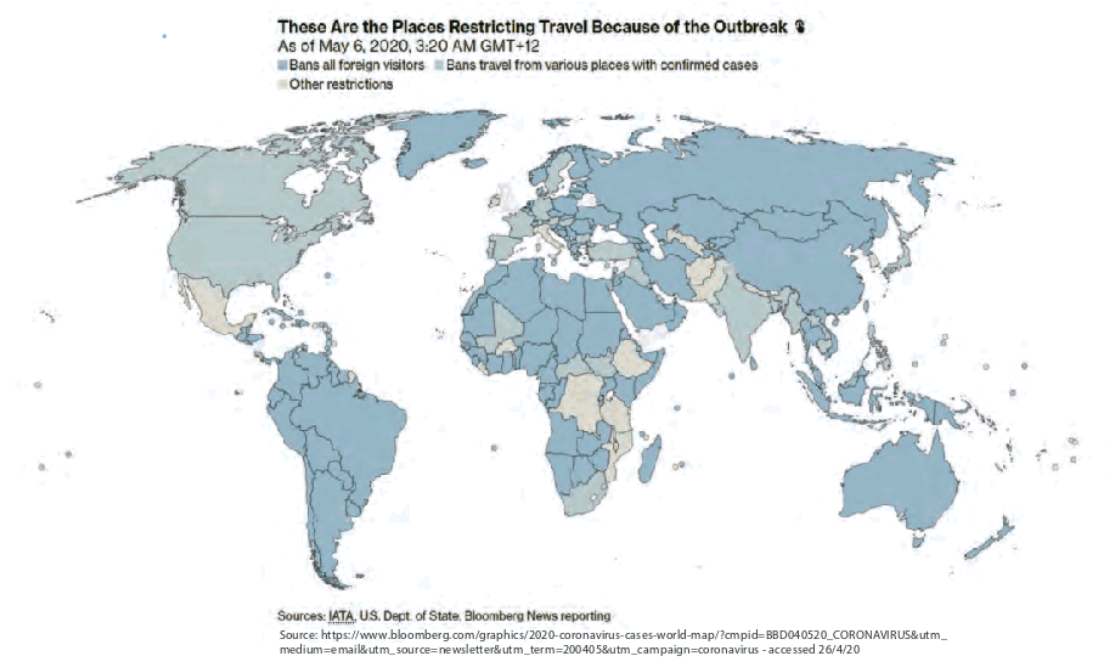 These Are the Places Restricting Travel Because of the Outbreak
As of May 6, 2020, 3:20 AM GMT+12
Bans all foreign visitors Bans travel from various places with confirmed cases
Other restrictions
Sources: IATA, U.S. Dept. of State, Bloomberg News reporting
Source: https://www.bloomberg.com/graphics/2020-coronavirus-cases-world-map/?cmpid=BBD040520_CORONAVIRUS&utm_
medium=email&utm_source=newsletter&utm_term=200405&utm_campaign=coronavirus - accessed 26/4/20